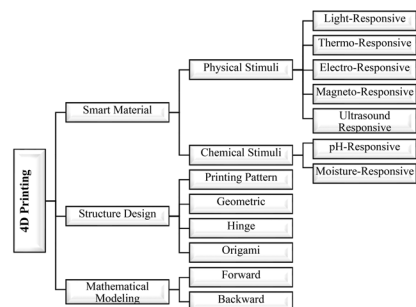 4D Printing
Smart Material
Physical Stimuli
Light-Responsive
Thermo-Responsive
Electro-Responsive
Magneto-Responsive
Ultrasound
Responsive
Chemical Stimuli
pH-Responsive
Moisture-Responsive
Structure Design
Printing Pattern
Geometric
Hinge
Origami
Mathematical
Modeling
Forward
Backward